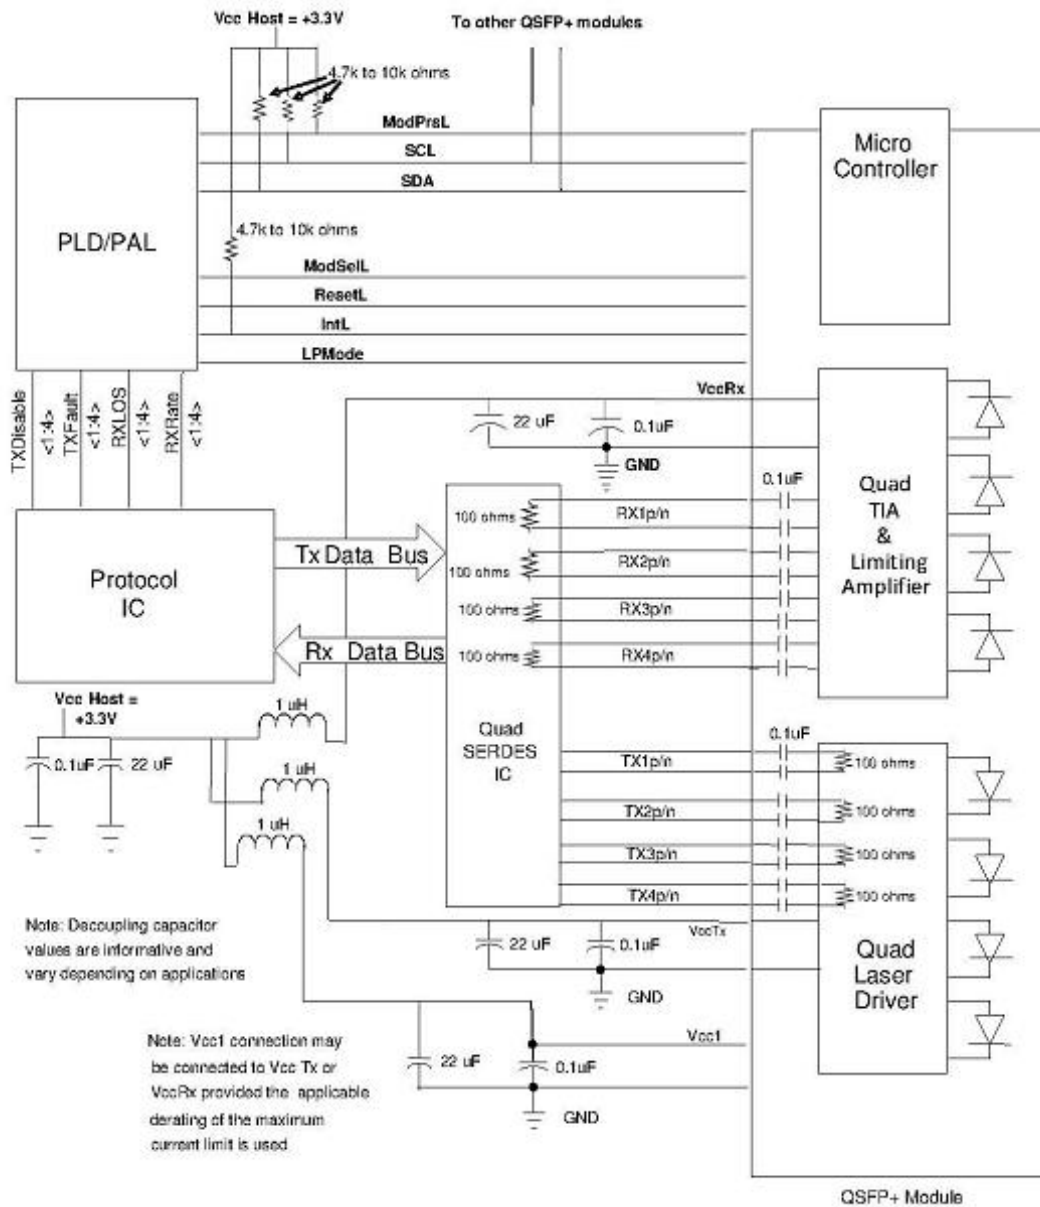 Vcc Host = +3.3V
To other QSFP+ modules
4.7k to 10k ohms
ModPrsL
SCL
SDA
Micro
Controller
PLD/PAL
4.7k to 10k ohms
ModSelL
ResetL
IntL
LPMode
TXDisable
<1:4>
TXFault
<1:4>
RXLOS
<1:4>
RXRate
<1:4>
VccRx
22 uF
0.1uF
GND
0.1uF
Quad
TIA
&
Limiting
Amplifier
100 ohms
RX1p/n
100 ohms
RX2p/n
100 ohms
RX3p/n
100 ohms
RX4p/n
Protocol
IC
Tx Data Bus
Rx Data Bus
Vcc Host =
+3.3V
0.1uF
22 uF
1 uH
1 uH
1 uH
Quad
SERDES
IC
0.1uF
TX1p/n
100 ohms
TX2p/n
100 ohms
TX3p/n
100 ohms
TX4p/n
100 ohms
VccTx
22 uF
0.1uF
GND
Quad
Laser
Driver
Note: Decoupling capacitor
values are informative and
vary depending on applications
Note: Vcc1 connection may
be connected to Vcc Tx or
VccRx provided the applicable
derating of the maximum
current limit is used
Vcc1
22 uF
0.1uF
GND
QSFP+ Module